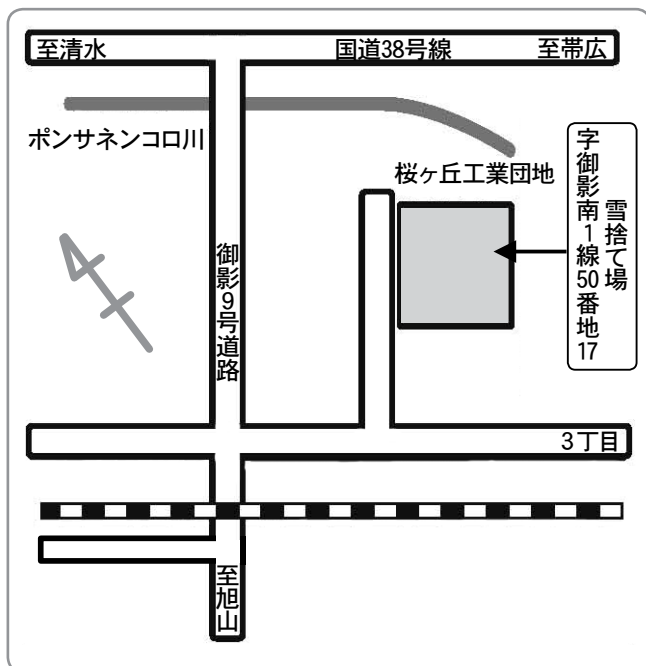 至清水
国道38号線
至帯広
ポンサネンコロ川
桜ヶ丘工業団地
雪捨て場
字御影南1線50番地17
御影9号道路
3丁目
至旭山